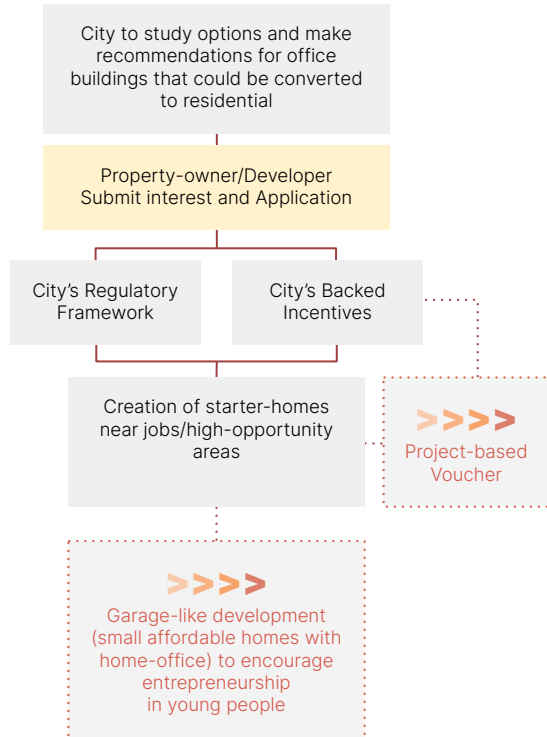 City to study options and make
recommendations for office
buildings that could be converted
to residential
Property-owner/Developer
Submit interest and Application
City's Regulatory
Framework
City's Backed
Incentives
Creation of starter-homes
near jobs/high-opportunity
areas
>>>>
Project-based
Voucher
>>>>
Garage-like development
(small affordable homes with
home-office) to encourage
entrepreneurship
in young people